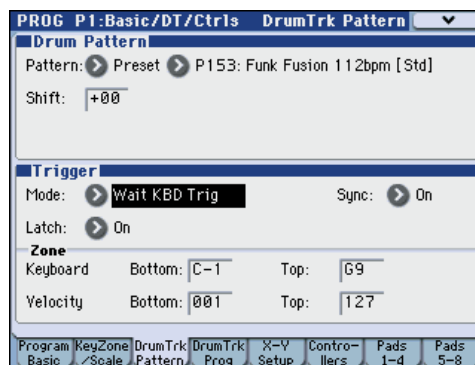 PROG P1:Basic/DT/Ctrls DrumTrk Pattern
Drum Pattern
Pattern: Preset P153: Funk Fusion 112bpm [Std]
Shift: +00
Trigger
Mode: Wait KBD Trig Sync: On
Latch: On
Zone
Keyboard Bottom: C-1 Top: G9
Velocity Bottom: 001 Top: 127
Program Basic KeyZone /Scale DrumTrk Pattern DrumTrk Prog X-Y Setup Contro- llers Pads 1-4 Pads 5-8